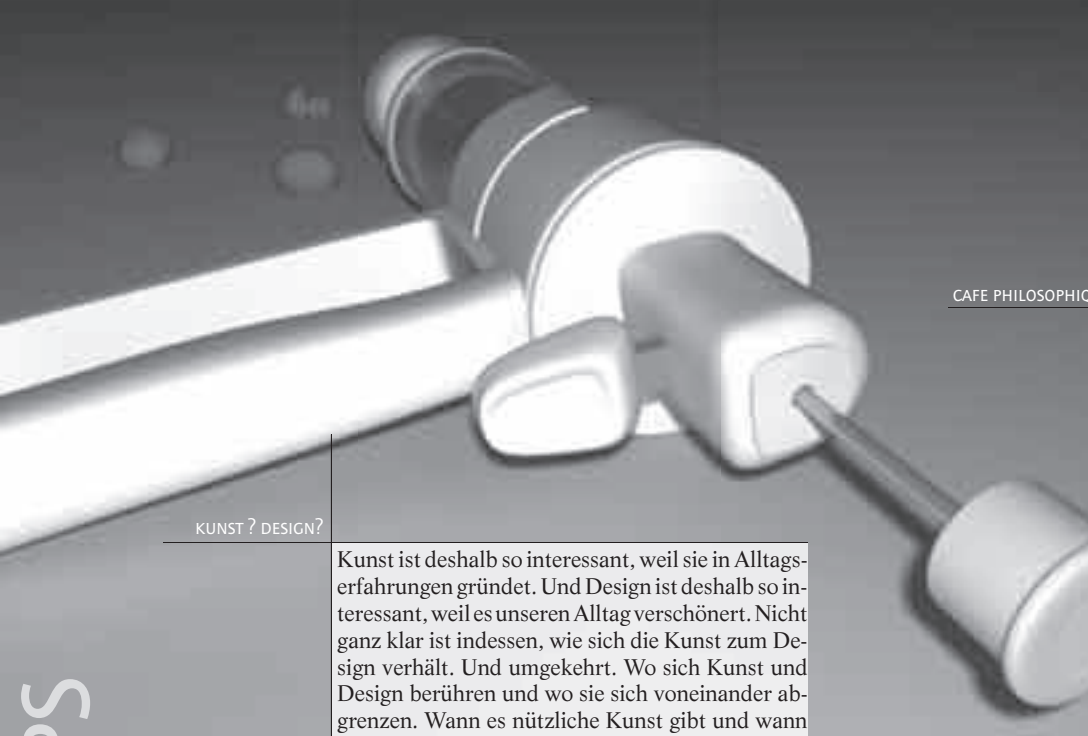 CAFE PHILOSOPHIQ
KUNST ? DESIGN?
Kunst ist deshalb so interessant, weil sie in Alltags-
erfahrungen gründet. Und Design ist deshalb so in-
teressant, weil es unseren Alltag verschönert. Nicht
ganz klar ist indessen, wie sich die Kunst zum De-
sign verhält. Und umgekehrt. Wo sich Kunst und
Design berühren und wo sie sich voneinander ab-
grenzen. Wann es nützliche Kunst gibt und wann